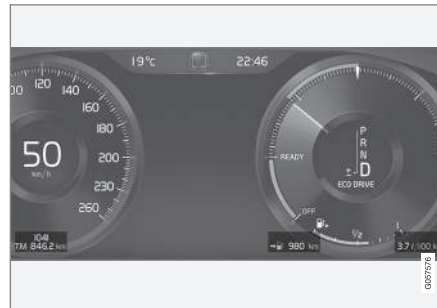 19°c 22:46
00 120 140
160
180
200
230
260
50
km/h
READY
OFF
P
R
N
±D
ECO DRIVE
1/2
1
1041
TM 846.2 km
980 km
3.7 l/100 k
G057576